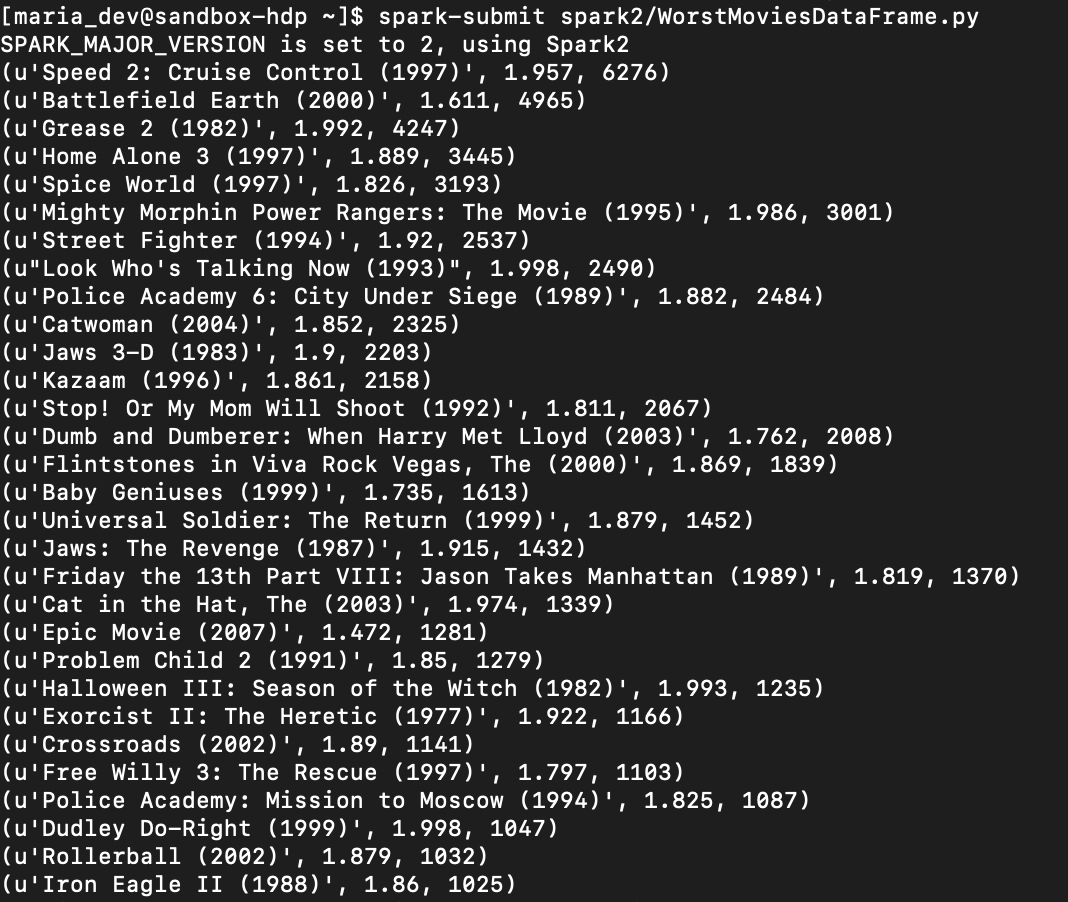 [maria_dev@sandbox-hdp ~]$ spark-submit spark2/WorstMoviesDataFrame.py
SPARK_MAJOR_VERSION is set to 2, using Spark2
(u'Speed 2: Cruise Control (1997)', 1.957, 6276)
(u'Battlefield Earth (2000)', 1.611, 4965)
(u'Grease 2 (1982)', 1.992, 4247)
(u'Home Alone 3 (1997)', 1.889, 3445)
(u'Spice World (1997)', 1.826, 3193)
(u'Mighty Morphin Power Rangers: The Movie (1995)', 1.986, 3001)
(u'Street Fighter (1994)', 1.92, 2537)
(u"Look Who's Talking Now (1993)", 1.998, 2490)
(u'Police Academy 6: City Under Siege (1989)', 1.882, 2484)
(u'Catwoman (2004)', 1.852, 2325)
(u'Jaws 3-D (1983)', 1.9, 2203)
(u'Kazaam (1996)', 1.861, 2158)
(u'Stop! Or My Mom Will Shoot (1992)', 1.811, 2067)
(u'Dumb and Dumberer: When Harry Met Lloyd (2003)', 1.762, 2008)
(u'Flintstones in Viva Rock Vegas, The (2000)', 1.869, 1839)
(u'Baby Geniuses (1999)', 1.735, 1613)
(u'Universal Soldier: The Return (1999)', 1.879, 1452)
(u'Jaws: The Revenge (1987)', 1.915, 1432)
(u'Friday the 13th Part VIII: Jason Takes Manhattan (1989)', 1.819, 1370)
(u'Cat in the Hat, The (2003)', 1.974, 1339)
(u'Epic Movie (2007)', 1.472, 1281)
(u'Problem Child 2 (1991)', 1.85, 1279)
(u'Halloween III: Season of the Witch (1982)', 1.993, 1235)
(u'Exorcist II: The Heretic (1977)', 1.922, 1166)
(u'Crossroads (2002)', 1.89, 1141)
(u'Free Willy 3: The Rescue (1997)', 1.797, 1103)
(u'Police Academy: Mission to Moscow (1994)', 1.825, 1087)
(u'Dudley Do-Right (1999)', 1.998, 1047)
(u'Rollerball (2002)', 1.879, 1032)
(u'Iron Eagle II (1988)', 1.86, 1025)